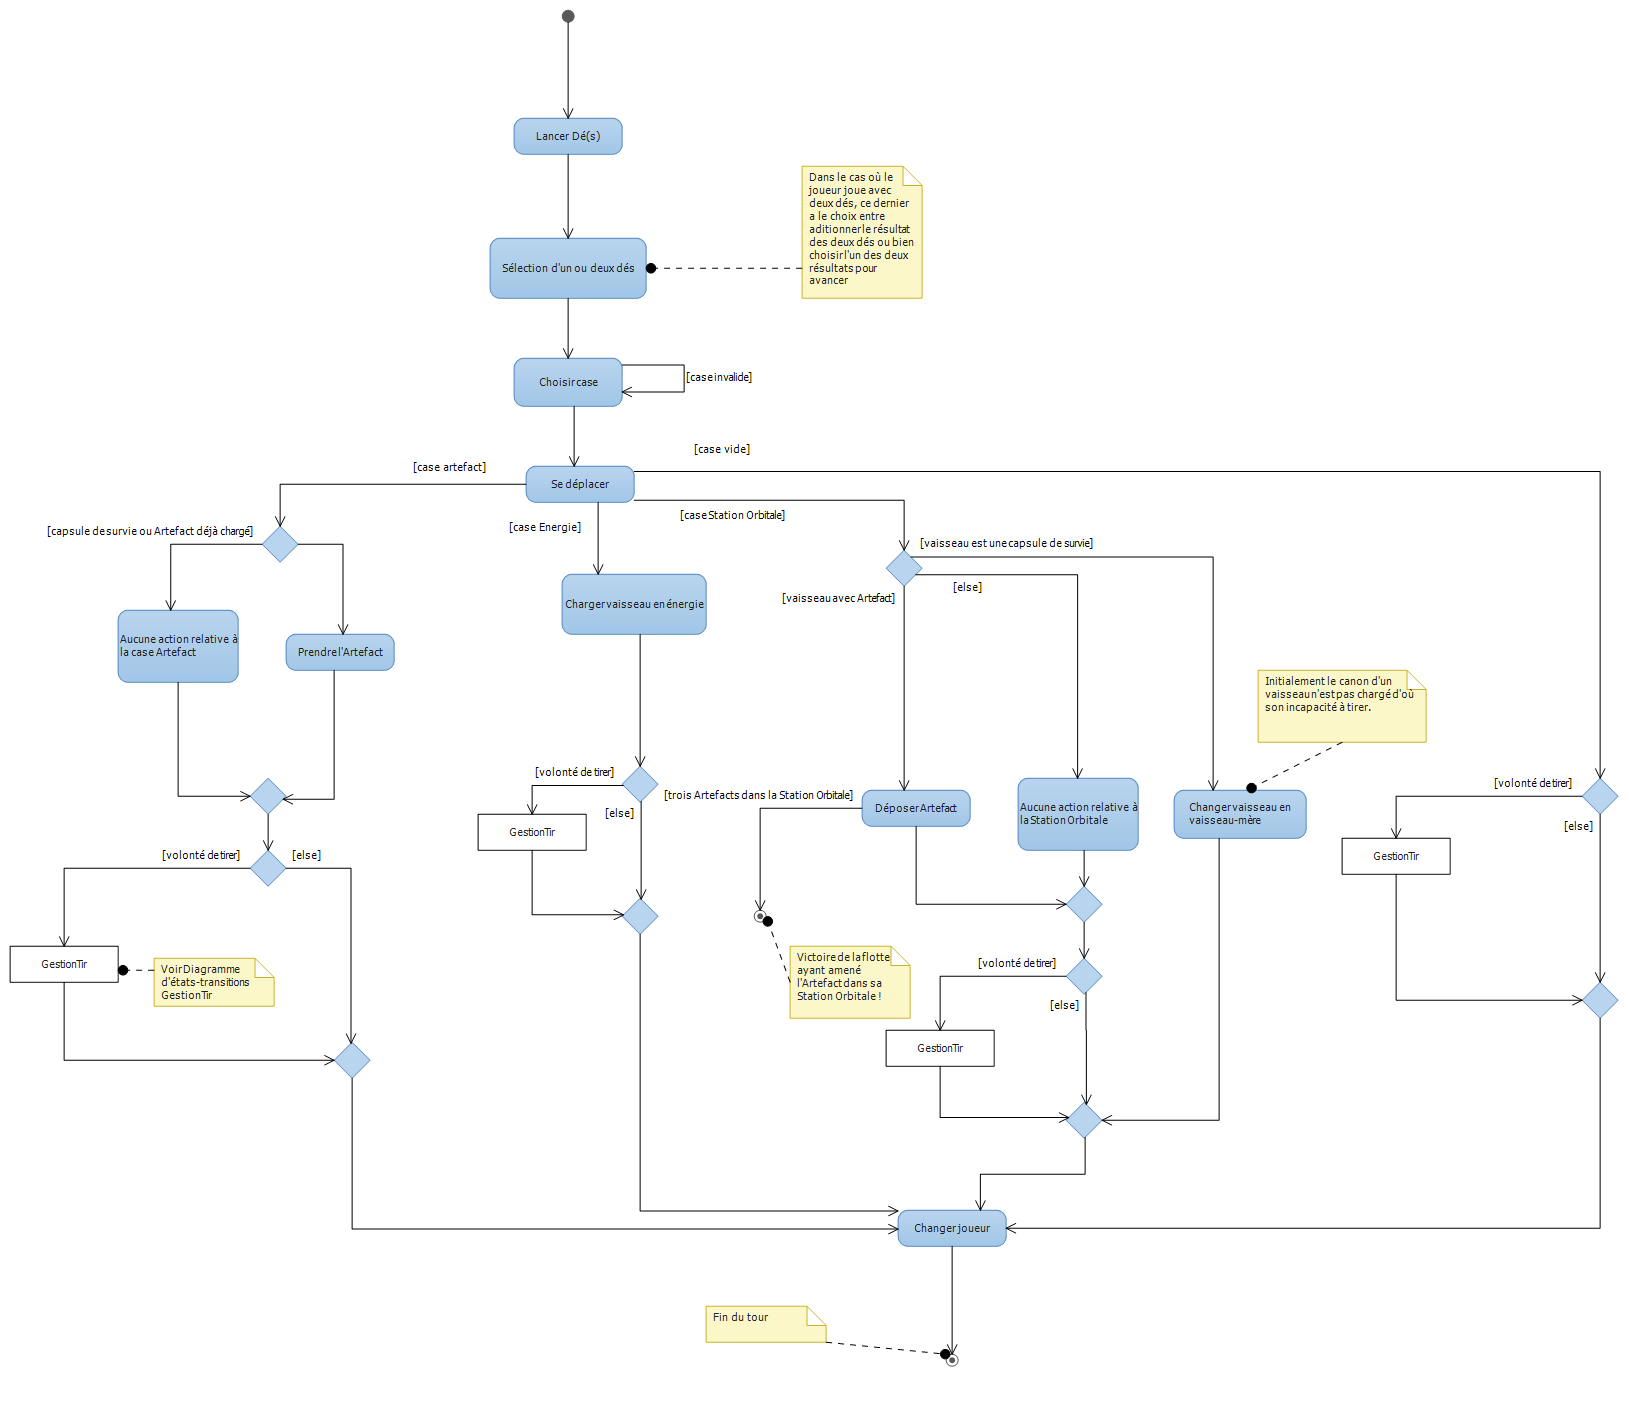 Lancer Dé(s)
Dans le cas où le
joueur joue avec
deux dés, ce dernier
a le choix entre
aditionner le résultat
des deux dés ou bien
choisir l'un des deux
résultats pour
avancer
Sélection d'un ou deux dés
Choisir case
[case invalide]
[case vide]
[case artefact]
Se déplacer
[case Energie]
[case Station Orbitale]
[capsule de survie ou Artefact déjà chargé]
[vaisseau est une capsule de survie]
[else]
[vaisseau avec Artefact]
Charger vaisseau en énergie
Aucune action relative à
la case Artefact
Prendre l'Artefact
Initialement le canon d'un
vaisseau n'est pas chargé d'où
son incapacité à tirer.
[volonté de tirer]
[else]
GestionTir
[trois Artefacts dans la Station Orbitale]
Déposer Artefact
Aucune action relative à
la Station Orbitale
Changer vaisseau en
vaisseau-mère
[volonté de tirer]
[else]
GestionTir
[volonté de tirer]
[else]
GestionTir
Voir Diagramme
d'états-transitions
GestionTir
Victoire de la flotte
ayant amené
l'Artefact dans sa
Station Orbitale !
[volonté de tirer]
[else]
GestionTir
Changer joueur
Fin du tour